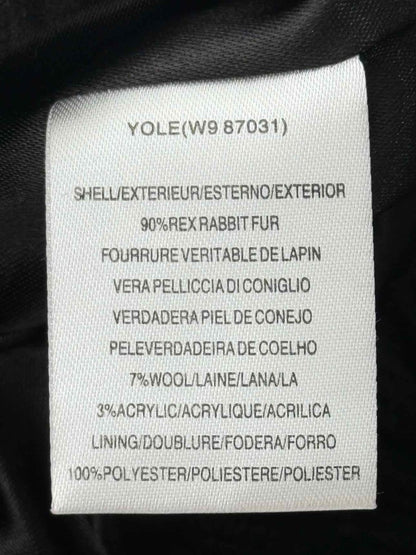 YOLE(W9 87031)
SHELL/EXTERIEUR/ESTERNO/EXTERIOR
90%REX RABBIT FUR
FOURRURE VERITABLE DE LAPIN
VERA PELLICCIA DI CONIGLIO
VERDADERA PIEL DE CONEJO
PELEVERDADEIRA DE COELHO
7%WOOL/LAINE/LANA/LA
3%ACRYLIC/ACRYLIQUE/ACRILICA
LINING/DOUBLURE/FODERA/FORRO
100%POLYESTER/POLIESTERE/POLIESTER